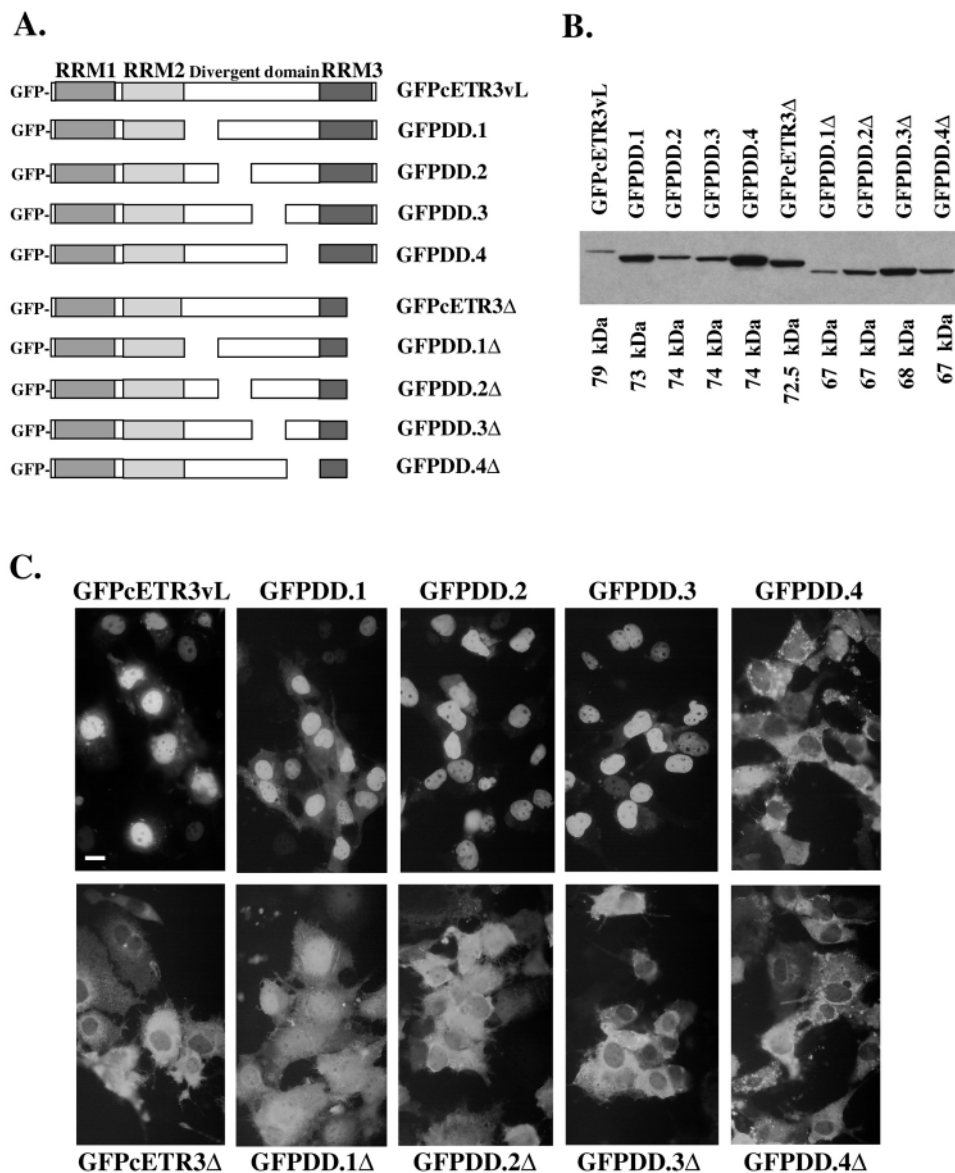 A.
RRM1 RRM2 Divergent domain RRM3
GFP- GFPcETR3vL
GFP- GFPDD.1
GFP- GFPDD.2
GFP- GFPDD.3
GFP- GFPDD.4
GFP- GFPcETR3Δ
GFP- GFPDD.1Δ
GFP- GFPDD.2Δ
GFP- GFPDD.3Δ
GFP- GFPDD.4Δ
B.
GFPcETR3vL
GFPDD.1
GFPDD.2
GFPDD.3
GFPDD.4
GFPcETR3Δ
GFPDD.1Δ
GFPDD.2Δ
GFPDD.3Δ
GFPDD.4Δ
79 kDa
73 kDa
74 kDa
74 kDa
74 kDa
72.5 kDa
67 kDa
67 kDa
68 kDa
67 kDa
C.
GFPcETR3vL GFPDD.1 GFPDD.2 GFPDD.3 GFPDD.4
GFPcETR3Δ GFPDD.1Δ GFPDD.2Δ GFPDD.3Δ GFPDD.4Δ